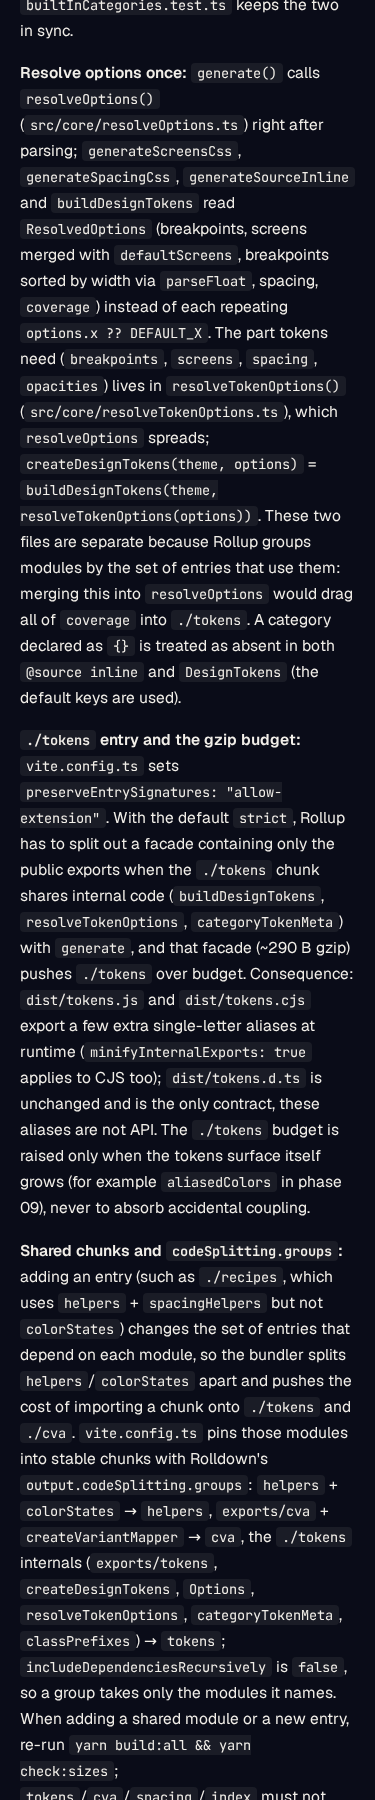 builtInCategories.test.ts keeps the two
in sync.
Resolve options once: generate() calls
resolveOptions()
(src/core/resolveOptions.ts) right after
parsing; generateScreensCss,
generateSpacingCss, generateSourceInline
and buildDesignTokens read
ResolvedOptions (breakpoints, screens
merged with defaultScreens, breakpoints
sorted by width via parseFloat, spacing,
coverage) instead of each repeating
options.x ?? DEFAULT_X. The part tokens
need (breakpoints, screens, spacing,
opacities) lives in resolveTokenOptions()
(src/core/resolveTokenOptions.ts), which
resolveOptions spreads;
createDesignTokens(theme, options) =
buildDesignTokens(theme,
resolveTokenOptions(options)). These two
files are separate because Rollup groups
modules by the set of entries that use them:
merging this into resolveOptions would drag
all of coverage into ./tokens. A category
declared as {} is treated as absent in both
@source inline and DesignTokens (the
default keys are used).
./tokens entry and the gzip budget:
vite.config.ts sets
preserveEntrySignatures: "allow-
extension". With the default strict, Rollup
has to split out a facade containing only the
public exports when the ./tokens chunk
shares internal code (buildDesignTokens,
resolveTokenOptions, categoryTokenMeta)
with generate, and that facade (~290 B gzip)
pushes ./tokens over budget. Consequence:
dist/tokens.js and dist/tokens.cjs
export a few extra single-letter aliases at
runtime (minifyInternalExports: true
applies to CJS too); dist/tokens.d.ts is
unchanged and is the only contract, these
aliases are not API. The ./tokens budget is
raised only when the tokens surface itself
grows (for example aliasedColors in phase
09), never to absorb accidental coupling.
Shared chunks and codeSplitting.groups:
adding an entry (such as ./recipes, which
uses helpers + spacingHelpers but not
colorStates) changes the set of entries that
depend on each module, so the bundler splits
helpers/colorStates apart and pushes the
cost of importing a chunk onto ./tokens and
./cva. vite.config.ts pins those modules
into stable chunks with Rolldown's
output.codeSplitting.groups: helpers +
colorStates → helpers, exports/cva +
createVariantMapper → cva, the ./tokens
internals (exports/tokens,
createDesignTokens, Options,
resolveTokenOptions, categoryTokenMeta,
classPrefixes) → tokens;
includeDependenciesRecursively is false,
so a group takes only the modules it names.
When adding a shared module or a new entry,
re-run yarn build:all && yarn
check:sizes;
tokens/cva/spacing/index must not